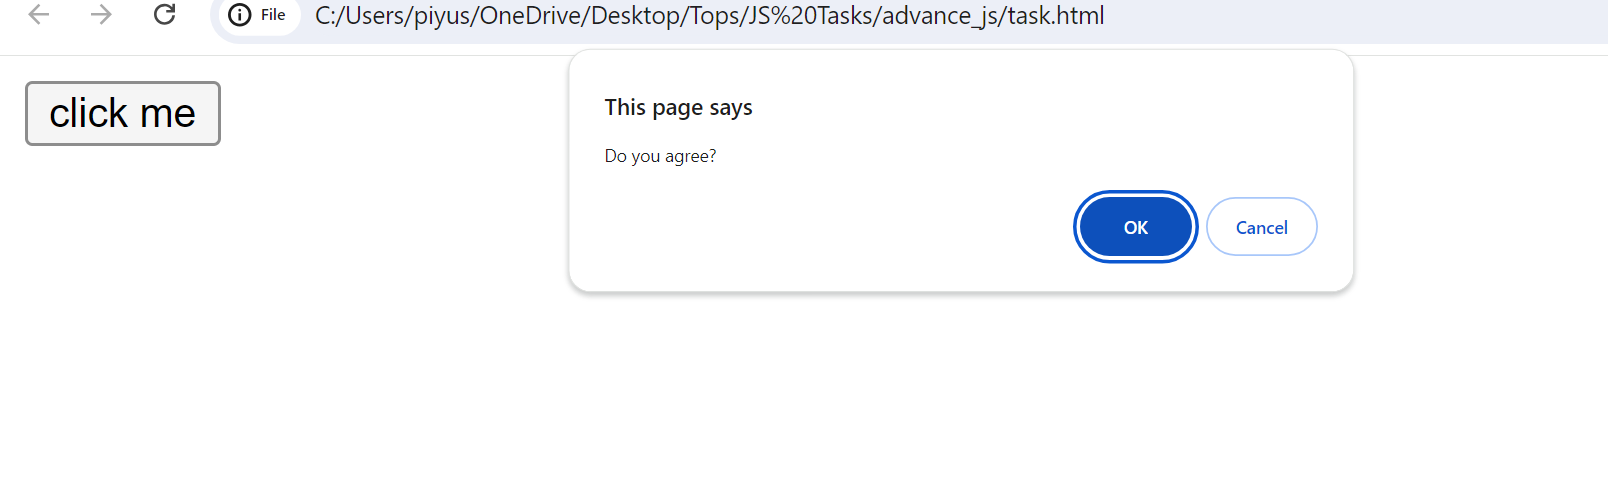 File C:/Users/piyus/OneDrive/Desktop/Tops/JS%20Tasks/advance_js/task.html
click me
This page says
Do you agree?
OK Cancel